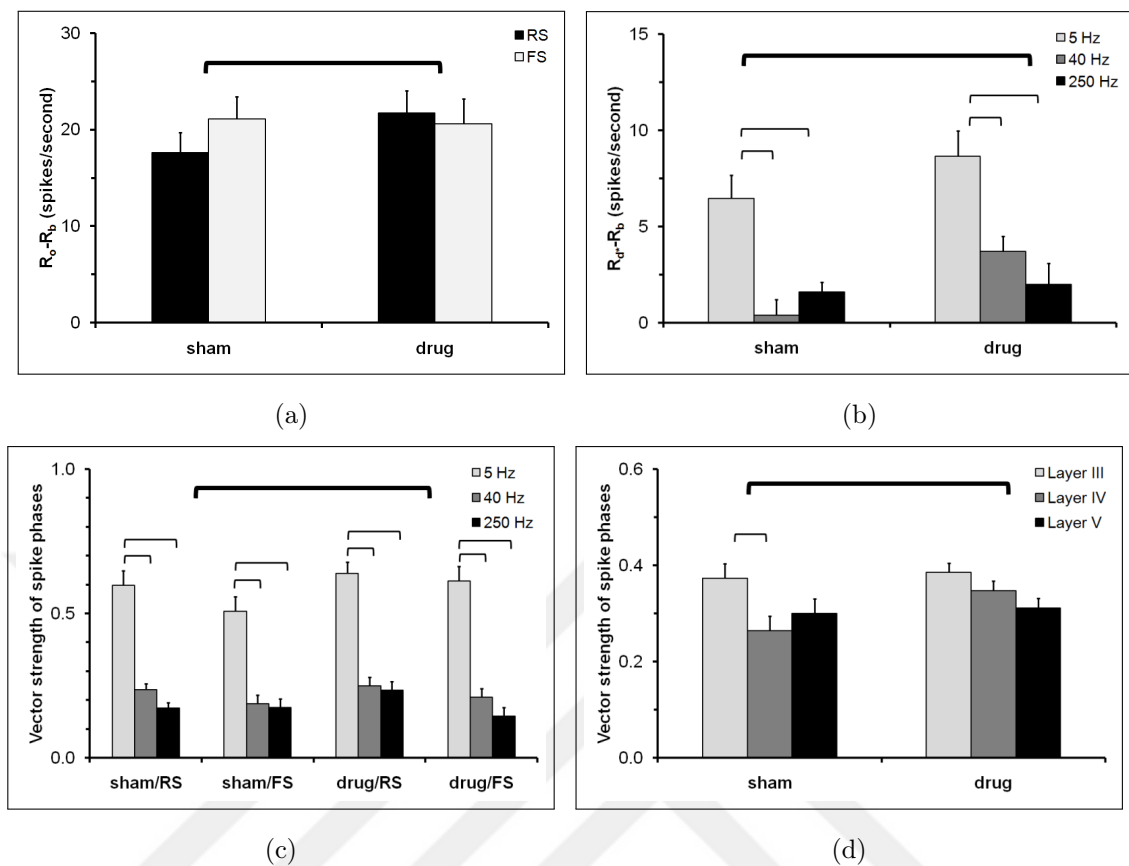 30
20
10
0
Rₒ-R_b (spikes/second)
RS
FS
sham
drug
(a)
15
10
5
0
R_d*-R_b (spikes/second)
5 Hz
40 Hz
250 Hz
sham
drug
(b)
1.0
0.5
0.0
Vector strength of spike phases
5 Hz
40 Hz
250 Hz
sham/RS
sham/FS
drug/RS
drug/FS
(c)
0.6
0.4
0.2
0.0
Vector strength of spike phases
Layer III
Layer IV
Layer V
sham
drug
(d)